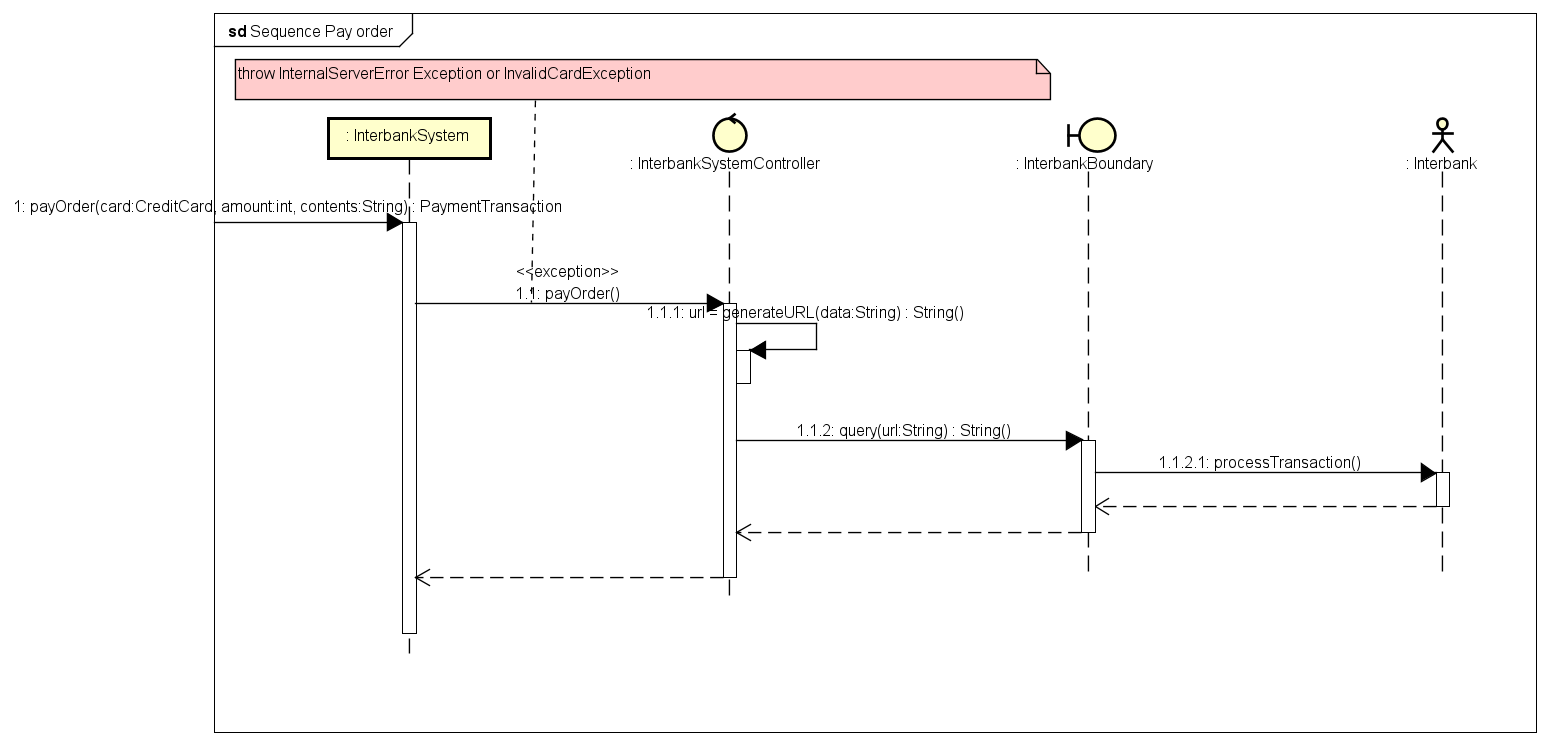 sd Sequence Pay order
throw InternalServerError Exception or InvalidCardException
: InterbankSystem
: InterbankSystemController
: InterbankBoundary
: Interbank
1: payOrder(card:CreditCard, amount:int, contents:String) : PaymentTransaction
<<exception>>
1.1: payOrder()
1.1.1: url = generateURL(data:String) : String()
1.1.2: query(url:String) : String()
1.1.2.1: processTransaction()